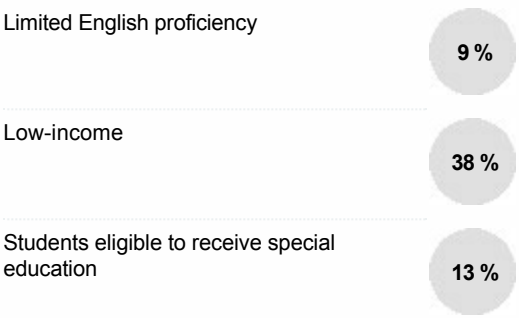 Limited English proficiency
9 %
Low-income
38 %
Students eligible to receive special
education
13 %